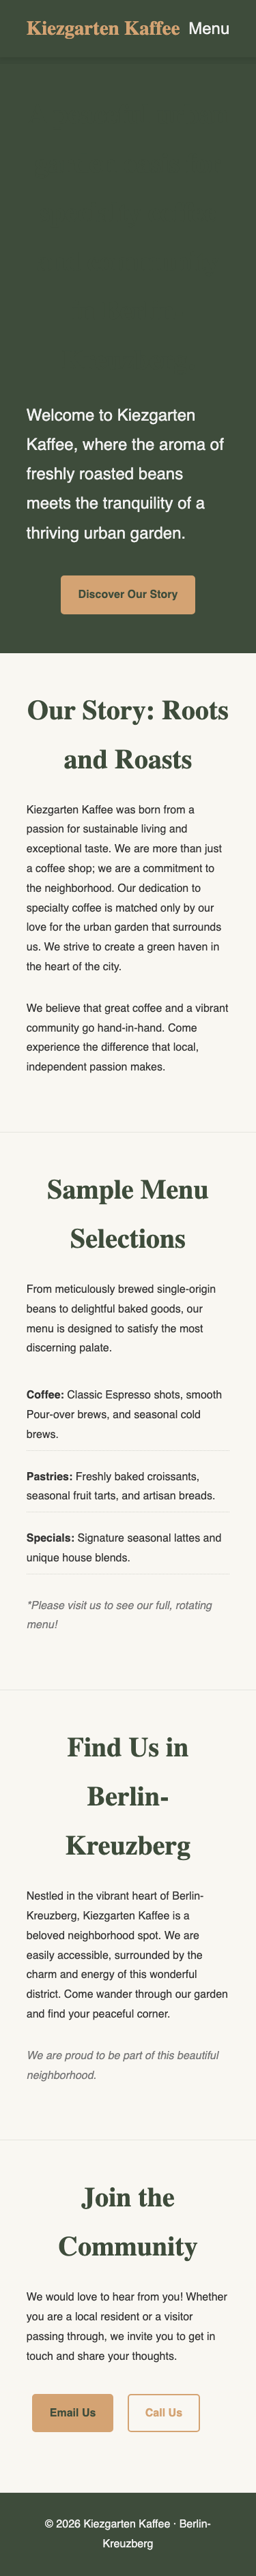 Kiezgarten Kaffee Menu
Welcome to Kiezgarten
Kaffee, where the aroma of
freshly roasted beans
meets the tranquility of a
thriving urban garden.
Discover Our Story
Our Story: Roots
and Roasts
Kiezgarten Kaffee was born from a
passion for sustainable living and
exceptional taste. We are more than just
a coffee shop; we are a commitment to
the neighborhood. Our dedication to
specialty coffee is matched only by our
love for the urban garden that surrounds
us. We strive to create a green haven in
the heart of the city.
We believe that great coffee and a vibrant
community go hand-in-hand. Come
experience the difference that local,
independent passion makes.
Sample Menu
Selections
From meticulously brewed single-origin
beans to delightful baked goods, our
menu is designed to satisfy the most
discerning palate.
Coffee: Classic Espresso shots, smooth
Pour-over brews, and seasonal cold
brews.
Pastries: Freshly baked croissants,
seasonal fruit tarts, and artisan breads.
Specials: Signature seasonal lattes and
unique house blends.
*Please visit us to see our full, rotating
menu!
Find Us in
Berlin-
Kreuzberg
Nestled in the vibrant heart of Berlin-
Kreuzberg, Kiezgarten Kaffee is a
beloved neighborhood spot. We are
easily accessible, surrounded by the
charm and energy of this wonderful
district. Come wander through our garden
and find your peaceful corner.
We are proud to be part of this beautiful
neighborhood.
Join the
Community
We would love to hear from you! Whether
you are a local resident or a visitor
passing through, we invite you to get in
touch and share your thoughts.
Email Us
Call Us
© 2026 Kiezgarten Kaffee · Berlin-
Kreuzberg